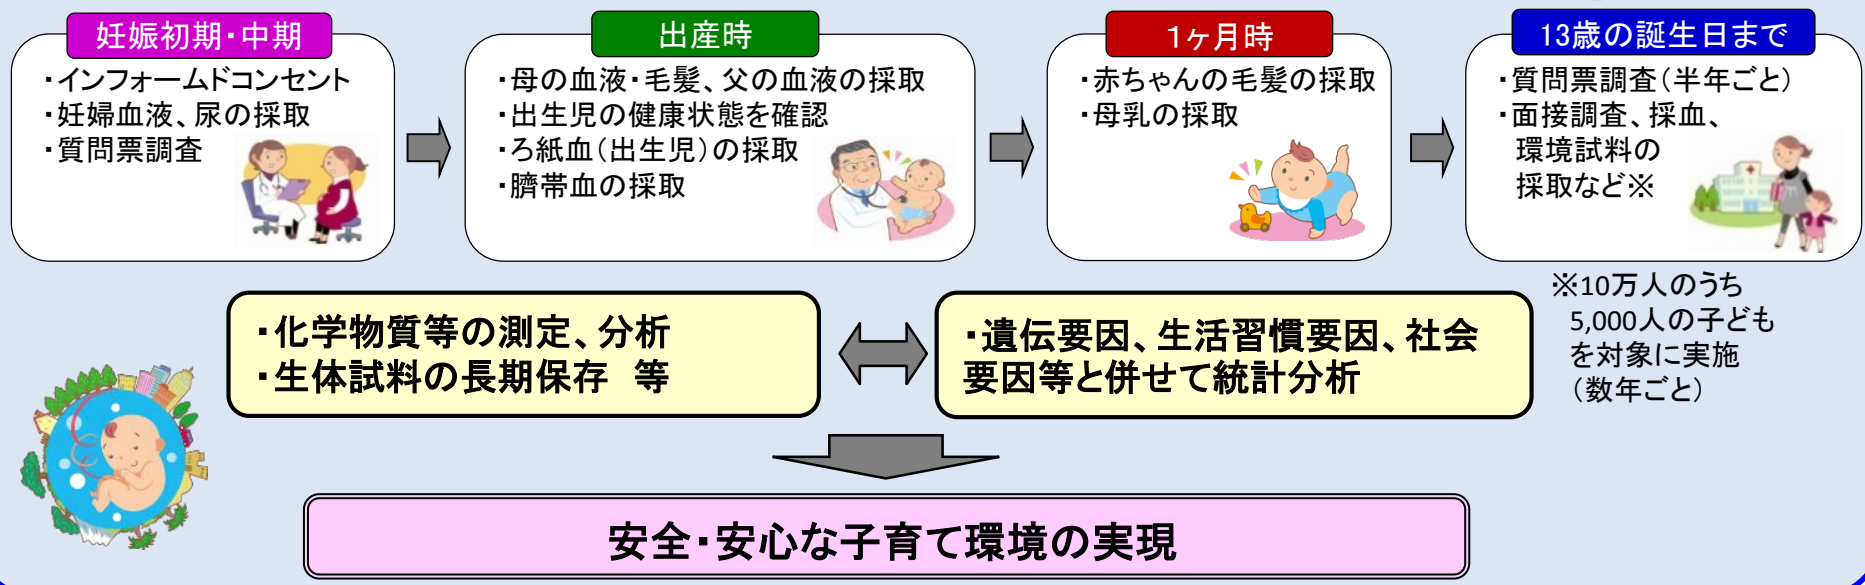 妊娠初期・中期
・インフォームドコンセント
・妊婦血液、尿の採取
・質問票調査
出産時
・母の血液・毛髪、父の血液の採取
・出生児の健康状態を確認
・ろ紙血（出生児）の採取
・臍帯血の採取
1ヶ月時
・赤ちゃんの毛髪の採取
・母乳の採取
13歳の誕生日まで
・質問票調査（半年ごと）
・面接調査、採血、
環境試料の
採取など※
※10万人のうち
5,000人の子ども
を対象に実施
（数年ごと）
・化学物質等の測定、分析
・生体試料の長期保存　等
・遺伝要因、生活習慣要因、社会
要因等と併せて統計分析
安全・安心な子育て環境の実現